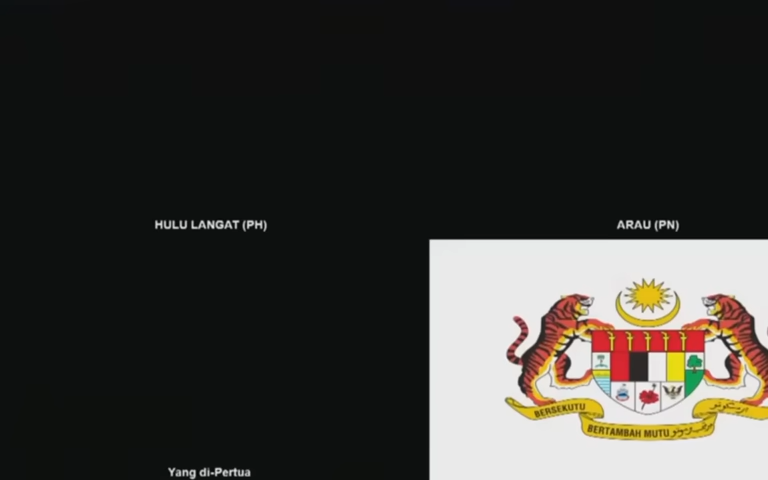 HULU LANGAT (PH)
ARAU (PN)
BERSEKUTU
BERTAMBAH MUTU
Yang di-Pertua